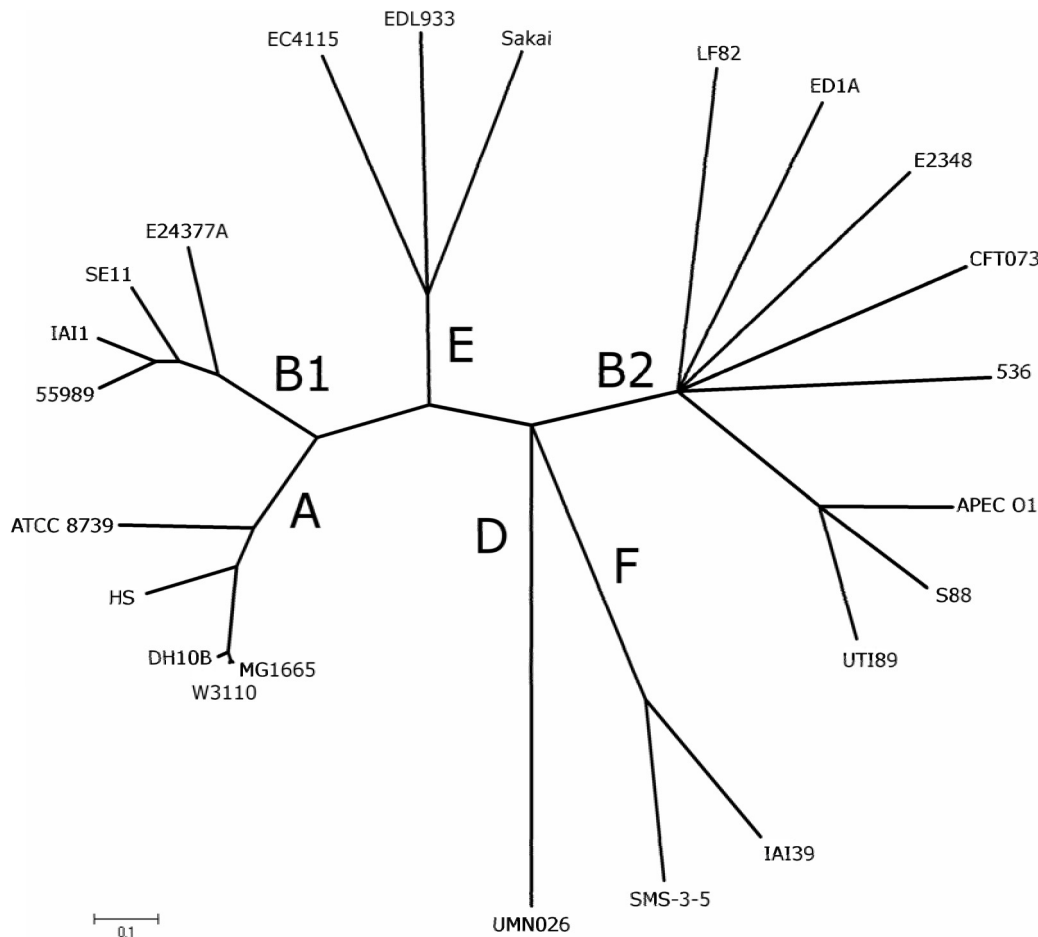 EDL933
EC4115
Sakai
LF82
ED1A
E2348
E24377A
CFT073
SE11
IAI1
E
B1
B2
536
55989
A
APEC O1
ATCC 8739
D
F
HS
S88
DH10B
MG1665
UTI89
W3110
IAI39
SMS-3-5
UMN026
0.1